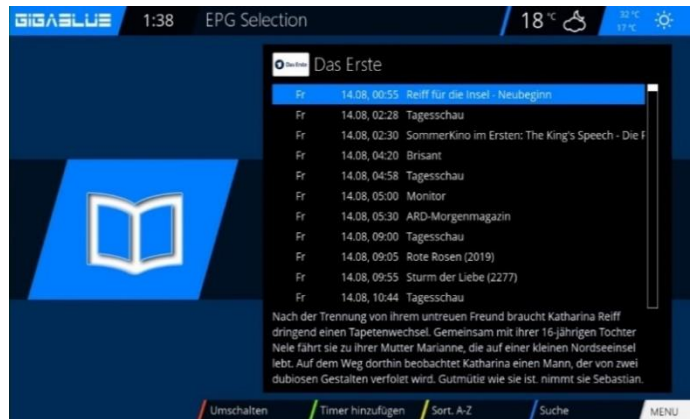 GIGABLUE 1:38 EPG Selection 18 °C 32 °C
17 °C
Das Erste Das Erste
Fr 14.08, 00:55 Reiff für die Insel - Neubeginn
Fr 14.08, 02:28 Tagesschau
Fr 14.08, 02:30 SommerKino im Ersten: The King's Speech - Die F
Fr 14.08, 04:20 Brisant
Fr 14.08, 04:58 Tagesschau
Fr 14.08, 05:00 Monitor
Fr 14.08, 05:30 ARD-Morgenmagazin
Fr 14.08, 09:00 Tagesschau
Fr 14.08, 09:05 Rote Rosen (2019)
Fr 14.08, 09:55 Sturm der Liebe (2277)
Fr 14.08, 10:44 Tagesschau
Nach der Trennung von ihrem untreuen Freund braucht Katharina Reiff
dringend einen Tapetenwechsel. Gemeinsam mit ihrer 16-jährigen Tochter
Nele fährt sie zu ihrer Mutter Marianne, die auf einer kleinen Nordseeinsel
lebt. Auf dem Weg dorthin beobachtet Katharina einen Mann, der von zwei
dubiosen Gestalten verfolgt wird. Gutmütig wie sie ist, nimmt sie Sebastian,
Umschalten Timer hinzufügen Sort. A-Z Suche MENU